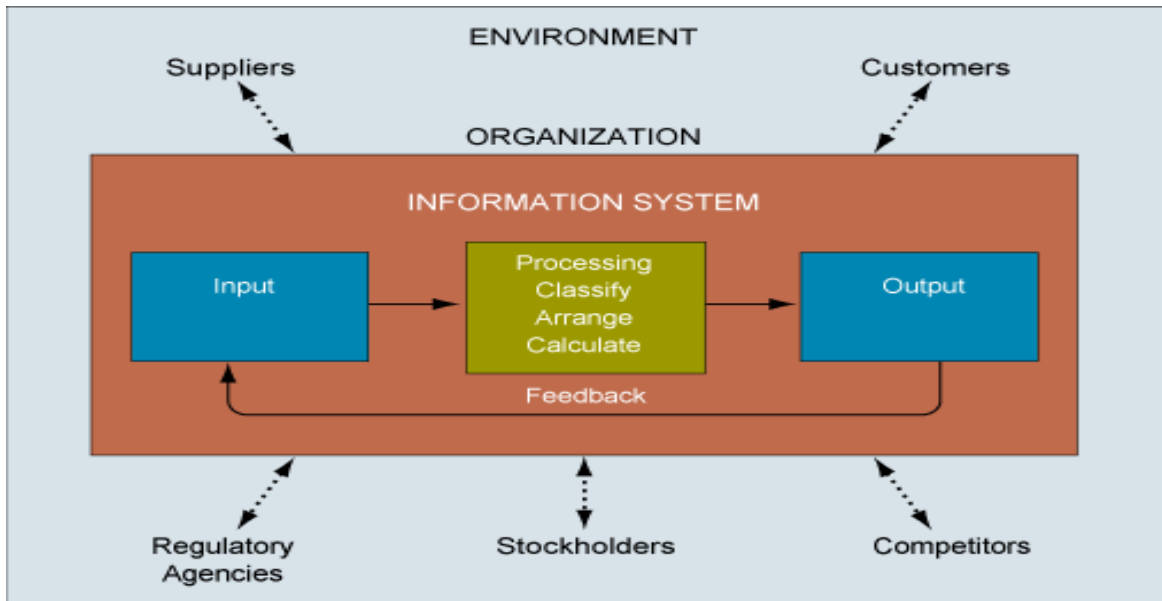 ENVIRONMENT
Suppliers
Customers
ORGANIZATION
INFORMATION SYSTEM
Input
Processing
Classify
Arrange
Calculate
Output
Feedback
Regulatory
Agencies
Stockholders
Competitors